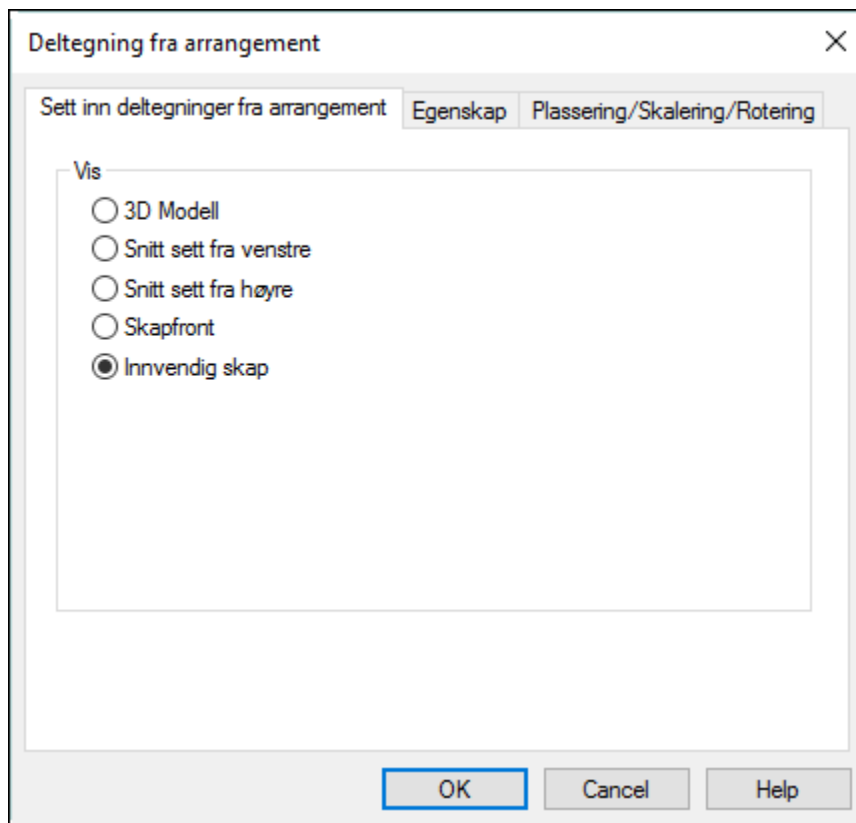 Deltegning fra arrangement
Sett inn deltegninger fra arrangement Egenskap Plassering/Skalering/Rotering
Vis
3D Modell
Snitt sett fra venstre
Snitt sett fra høyre
Skapfront
Innvendig skap
OK Cancel Help